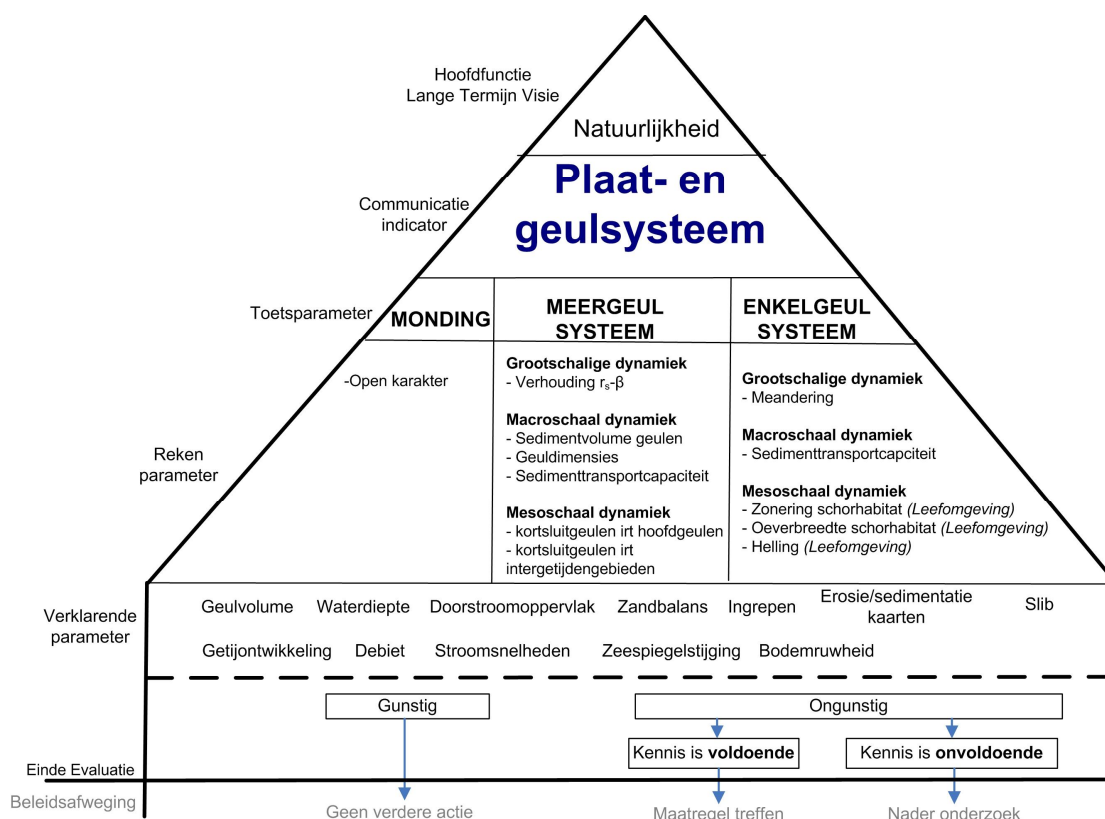 Hoofdfunctie
Lange Termijn Visie
Natuurlijkheid
Communicatie
indicator
Plaat- en
geulsysteem
Toetsparameter
MONDING
MEERGEUL
SYSTEEM
ENKELGEUL
SYSTEEM
Reken
parameter
-Open karakter
Grootschalige dynamiek
- Verhouding rₛ-β
Macroschaal dynamiek
- Sedimentvolume geulen
- Geuldimensies
- Sedimenttransportcapaciteit
Mesoschaal dynamiek
- kortsluitgeulen irt hoofdgeulen
- kortsluitgeulen irt
intergetijdengebieden
Grootschalige dynamiek
- Meandering
Macroschaal dynamiek
- Sedimenttransportcapciteit
Mesoschaal dynamiek
- Zonering schorhabitat (Leefomgeving)
- Oeverbreedte schorhabitat (Leefomgeving)
- Helling (Leefomgeving)
Verklarende
parameter
Geulvolume Waterdiepte Doorstroomoppervlak Zandbalans Ingrepen Erosie/sedimentatie
kaarten
Slib
Getijontwikkeling Debiet Stroomsnelheden Zeespiegelstijging Bodemruwheid
Gunstig
Ongunstig
Kennis is voldoende
Kennis is onvoldoende
Einde Evaluatie
Beleidsafweging
Geen verdere actie
Maatregel treffen
Nader onderzoek